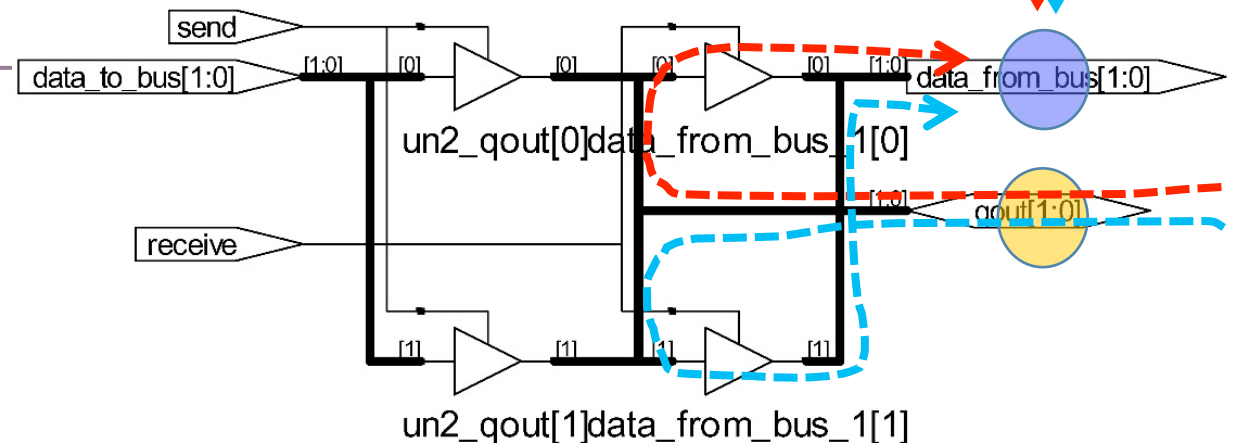 send
[1:0] [0] [0] [0] [0] [1:0]
data_to_bus[1:0] data_from_bus[1:0]
un2_qout[0]data_from_bus_1[0]
[1:0]
qout[1:0]
receive
[1] [1] [1] [1]
un2_qout[1]data_from_bus_1[1]